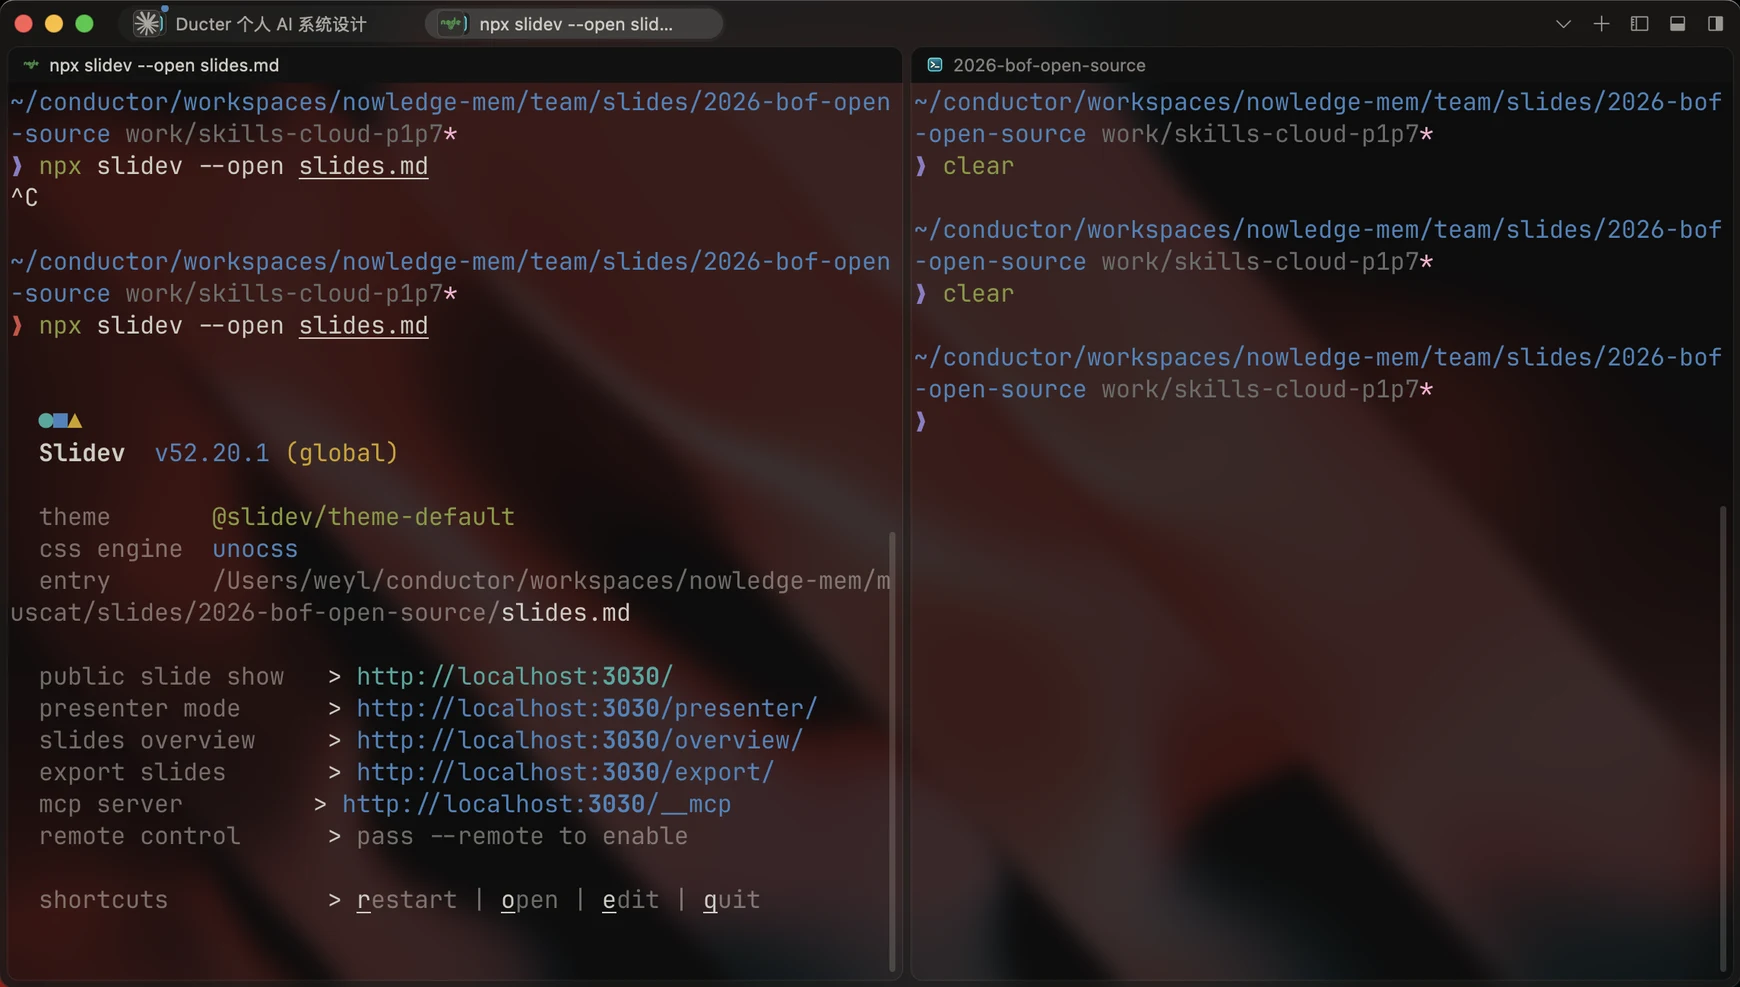 Ducter 个人 AI 系统设计
npx slidev --open slid...
npx slidev --open slides.md
~/conductor/workspaces/nowledge-mem/team/slides/2026-bof-open
-source work/skills-cloud-p1p7*
❯ npx slidev --open slides.md
^C
~/conductor/workspaces/nowledge-mem/team/slides/2026-bof-open
-source work/skills-cloud-p1p7*
❯ npx slidev --open slides.md
Slidev v52.20.1 (global)
theme @slidev/theme-default
css engine unocss
entry /Users/weyl/conductor/workspaces/nowledge-mem/m
uscat/slides/2026-bof-open-source/slides.md
public slide show > http://localhost:3030/
presenter mode > http://localhost:3030/presenter/
slides overview > http://localhost:3030/overview/
export slides > http://localhost:3030/export/
mcp server > http://localhost:3030/__mcp
remote control > pass --remote to enable
shortcuts > restart | open | edit | quit
2026-bof-open-source
~/conductor/workspaces/nowledge-mem/team/slides/2026-bof
-open-source work/skills-cloud-p1p7*
❯ clear
~/conductor/workspaces/nowledge-mem/team/slides/2026-bof
-open-source work/skills-cloud-p1p7*
❯ clear
~/conductor/workspaces/nowledge-mem/team/slides/2026-bof
-open-source work/skills-cloud-p1p7*
❯